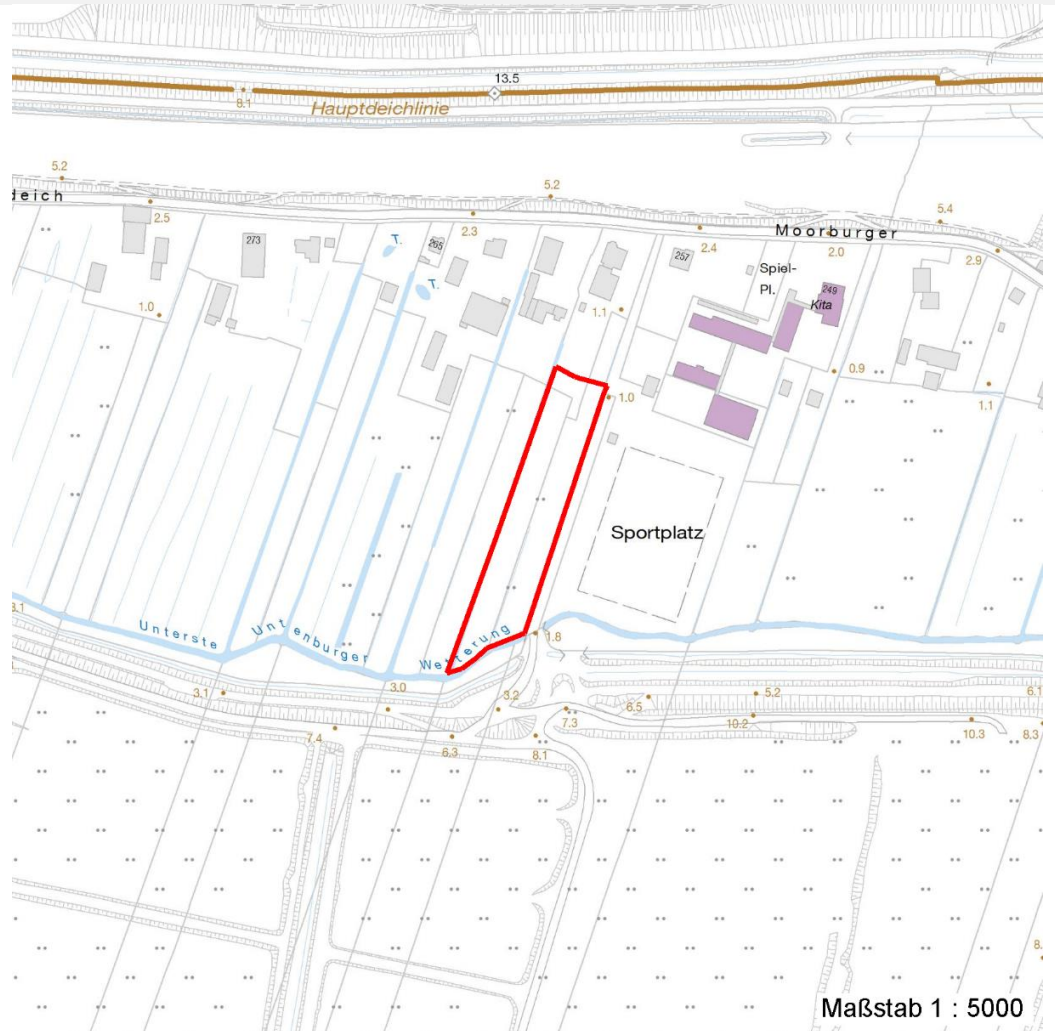 13.5
8.1
Hauptdeichlinie
5.2
5.2
5.4
deich
2.5
2.3
2.4
Moorburger
2.0
2.9
273
265
T.
257
Spiel-
Pl.
T.
249
Kita
1.0
1.1
0.9
1.0
1.1
Sportplatz
3.1
Unterste
Untenburger
Wetterung
1.8
3.1
3.0
3.2
7.3
6.5
5.2
10.2
6.1
7.4
6.3
8.1
10.3
8.3
8.
Maßstab 1 : 5000